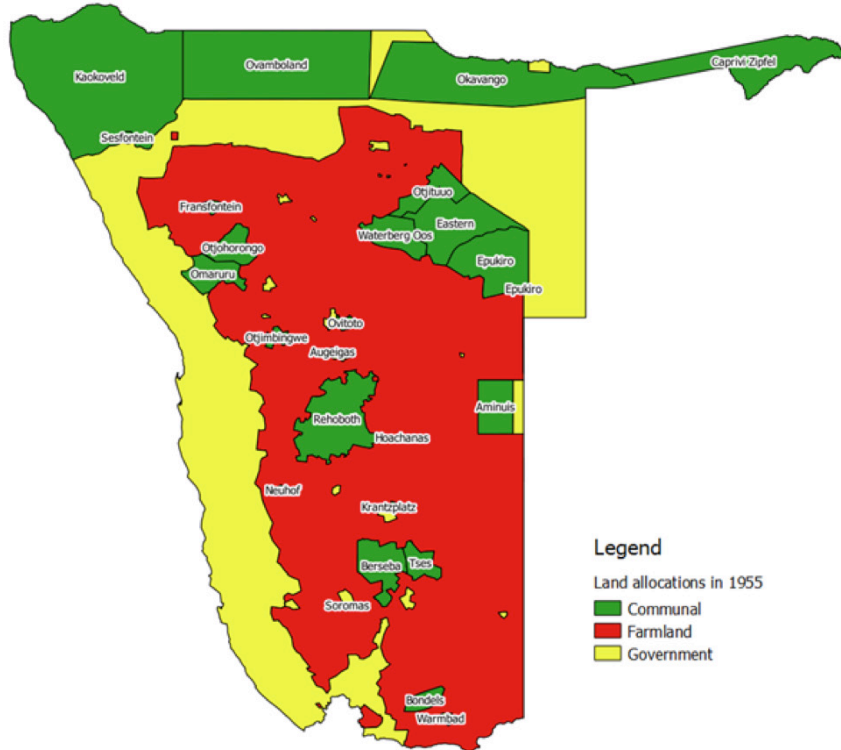 Kaokoveld
Ovamboland
Okavango
Caprivi Zipfel
Sesfontein
Otjituuo
Fransfontein
Waterberg Oos
Eastern
Otjohorongo
Epukiro
Omaruru
Epukiro
Ovitoto
Otjimbingwe
Augeigas
Aminuis
Rehoboth
Hoachanas
Neuhof
Krantzplatz
Berseba
Tses
Soromas
Bondels
Warmbad
Legend
Land allocations in 1955
Communal
Farmland
Government